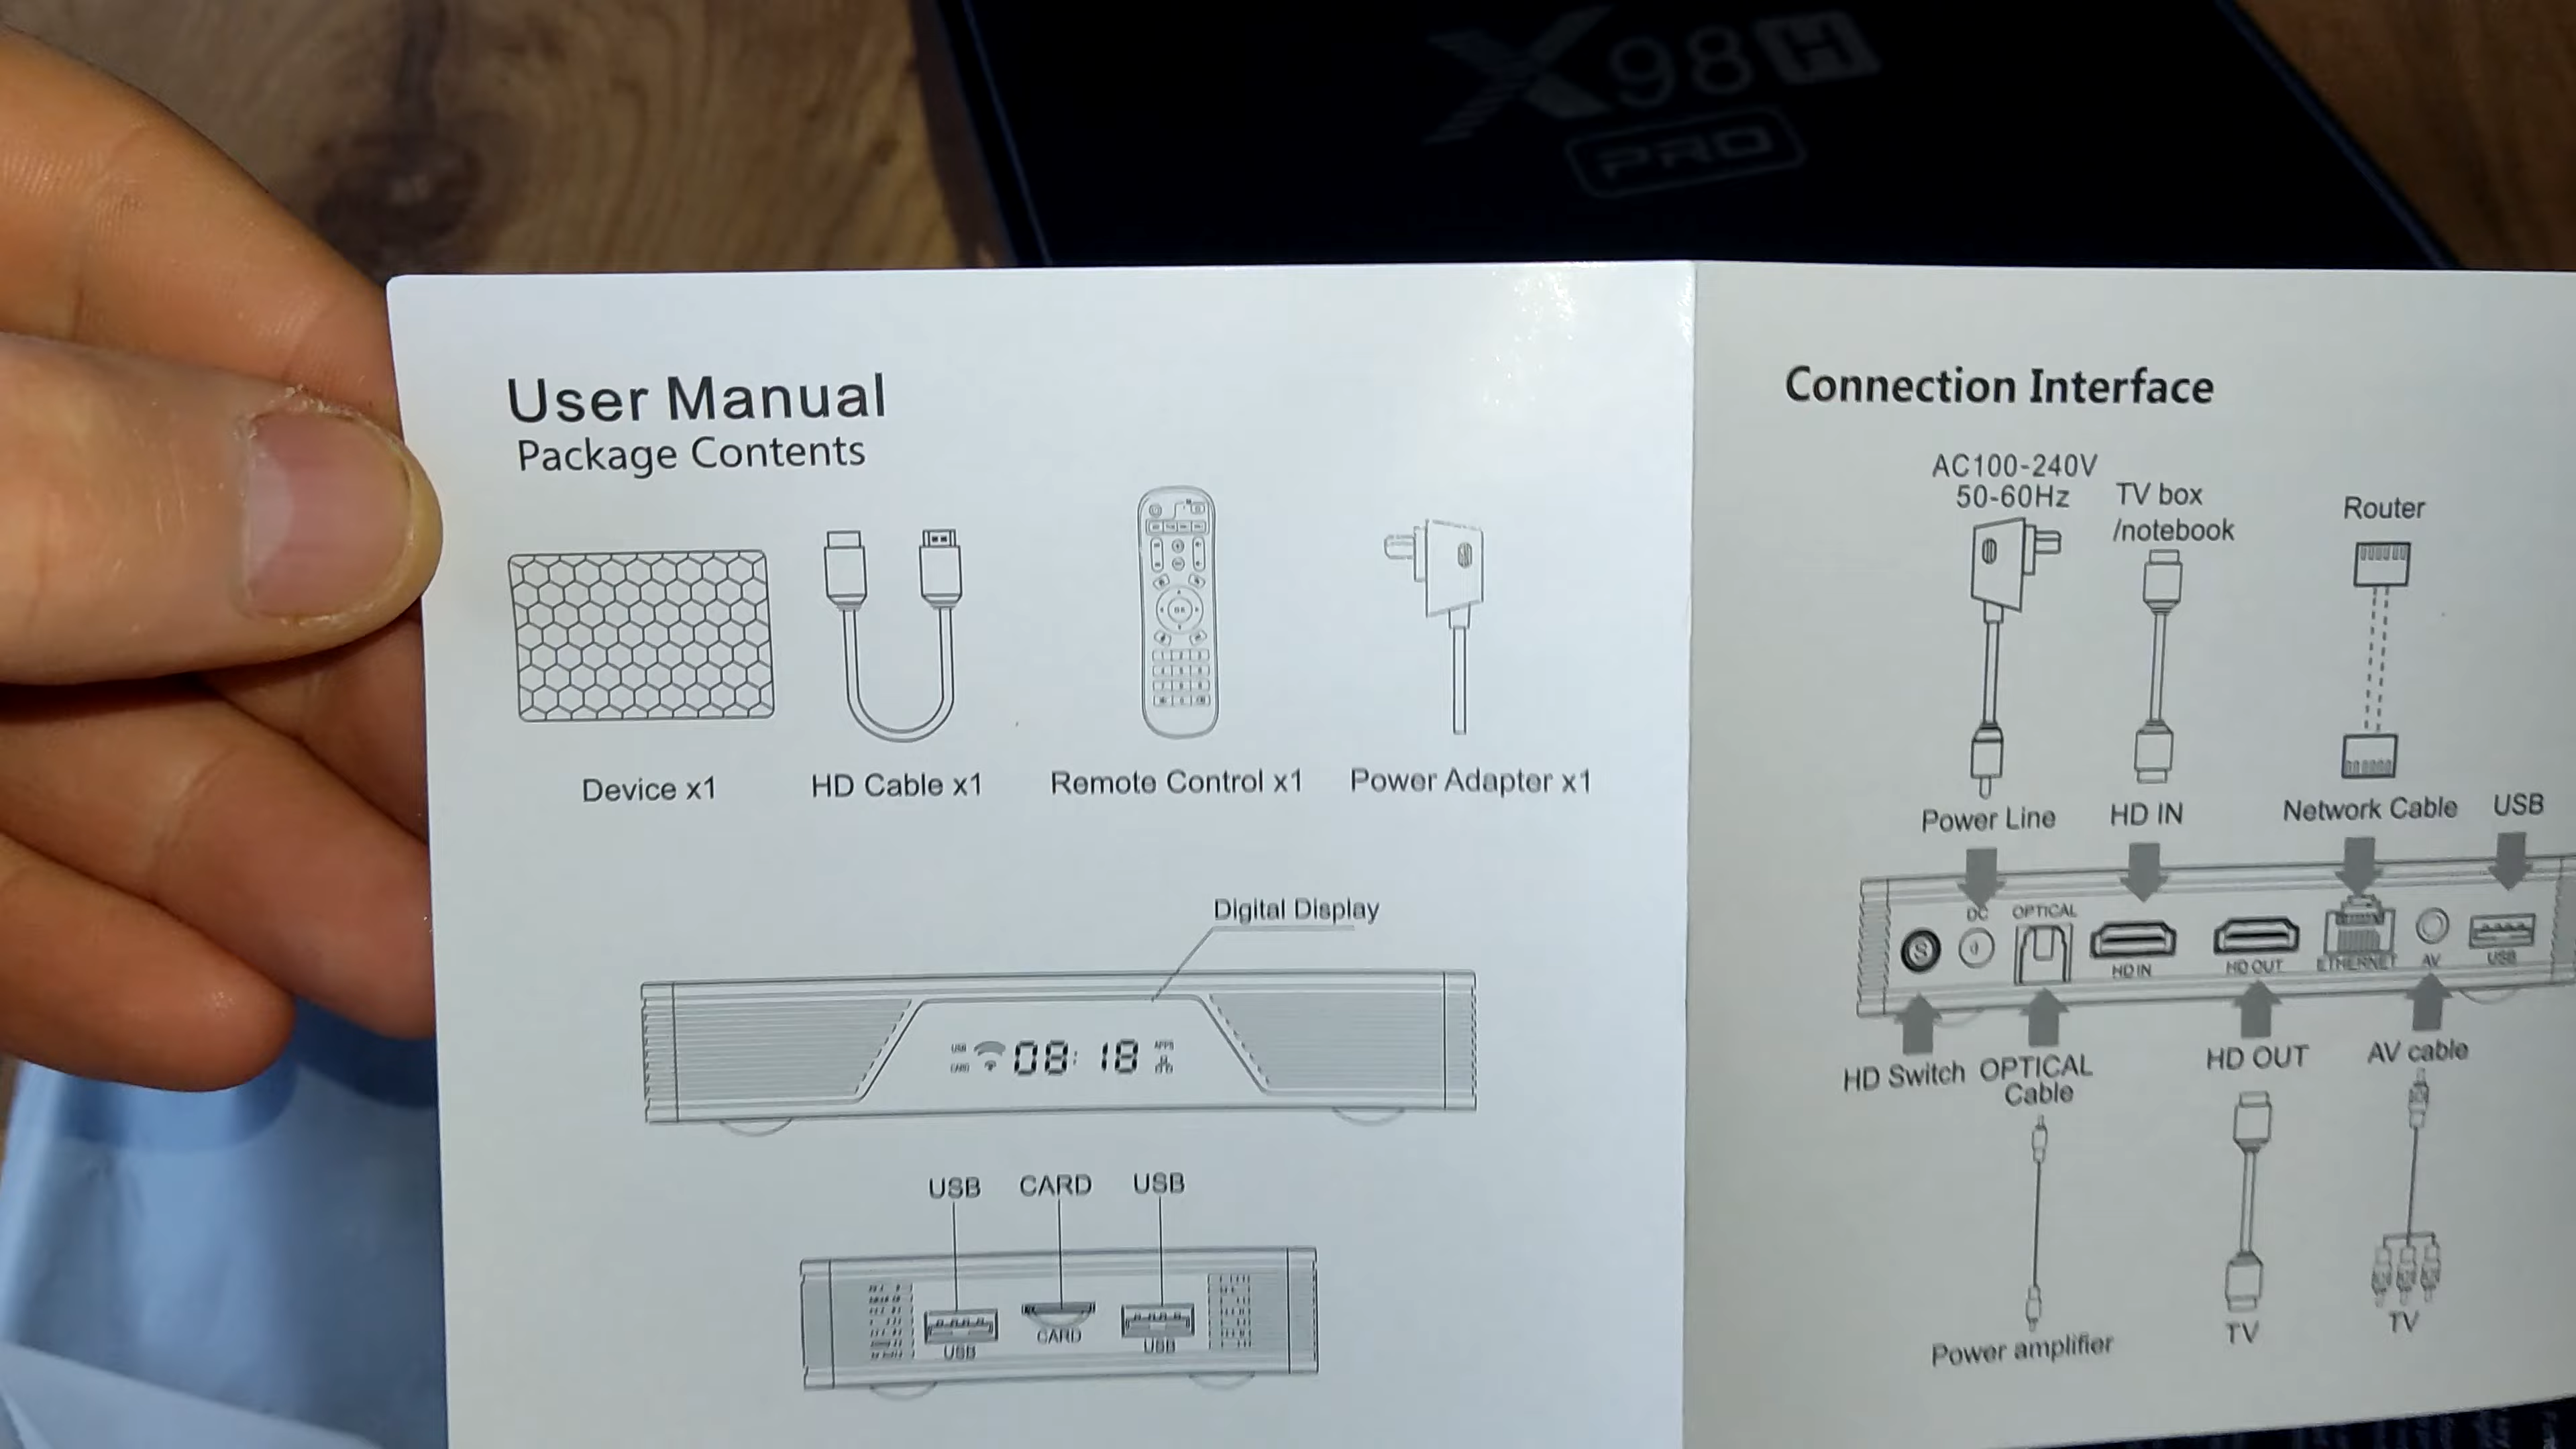 X98H
PRO
User Manual
Package Contents
Device x1
HD Cable x1
Remote Control x1
Power Adapter x1
Digital Display
USB
CARD
08:18
APPS
USB
CARD
USB
USB
CARD
USB
Connection Interface
AC100-240V
50-60Hz
TV box
/notebook
Router
Power Line
HD IN
Network Cable
USB
S
DC
OPTICAL
HD IN
HD OUT
ETHERNET
AV
USB
HD Switch
OPTICAL
Cable
HD OUT
AV cable
Power amplifier
TV
TV